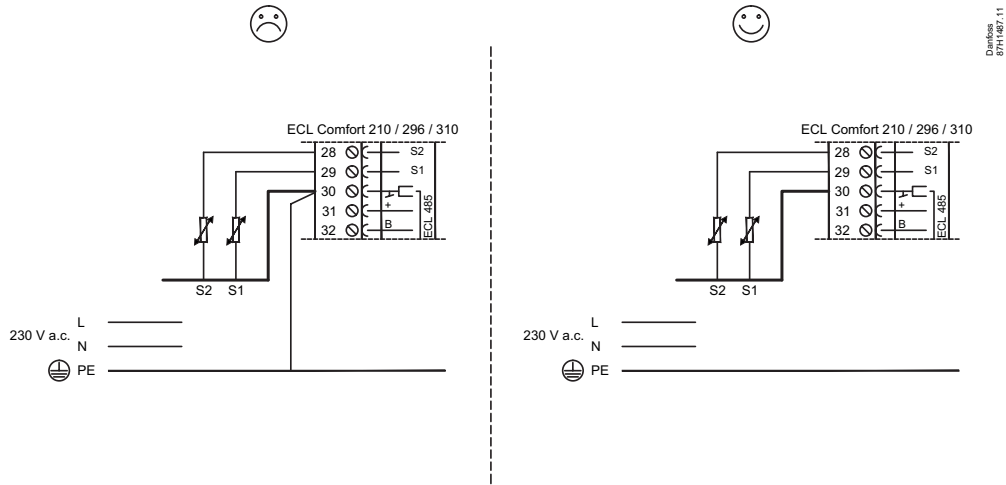 Danfoss
87H1487.11
ECL Comfort 210 / 296 / 310
28 S2
29 S1
30
31 +
32 B
ECL 485
S2 S1
L
230 V a.c.
N
PE
ECL Comfort 210 / 296 / 310
28 S2
29 S1
30
31 +
32 B
ECL 485
S2 S1
L
230 V a.c.
N
PE